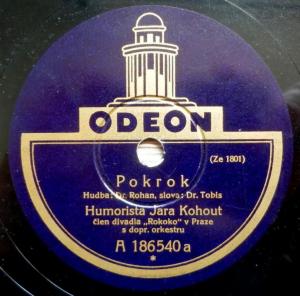 ODEON
(Ze 1801)
Pokrok
Hudba: Dr. Rohan, slova: Dr. Tobis
Humorista Jára Kohout
člen divadla „Rokoko" v Praze
s dopr. orkestru
A 186540 a
*